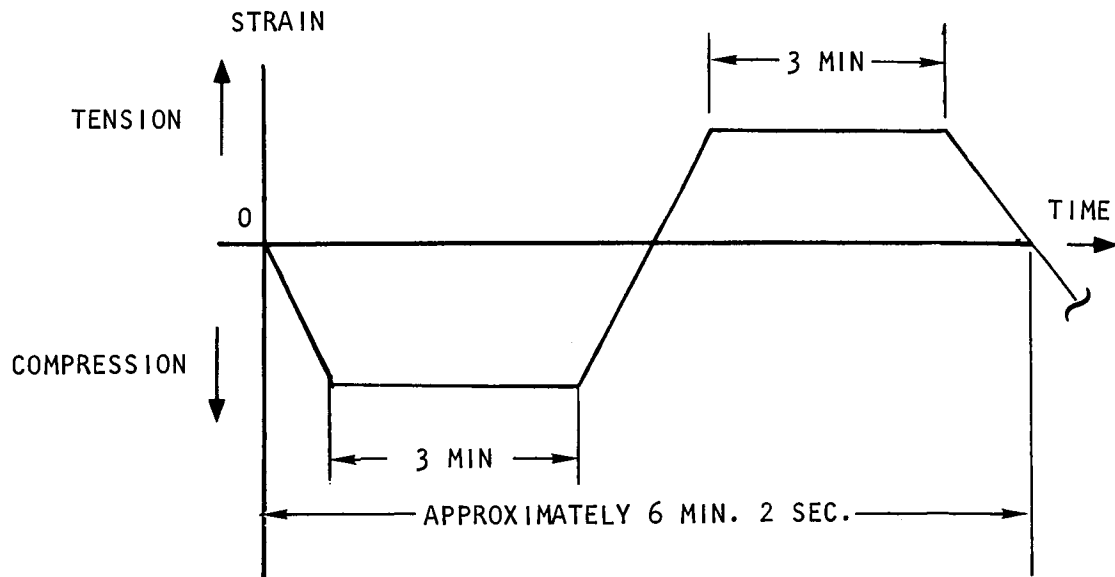 STRAIN
3 MIN
TENSION
0
TIME
COMPRESSION
3 MIN
APPROXIMATELY 6 MIN. 2 SEC.